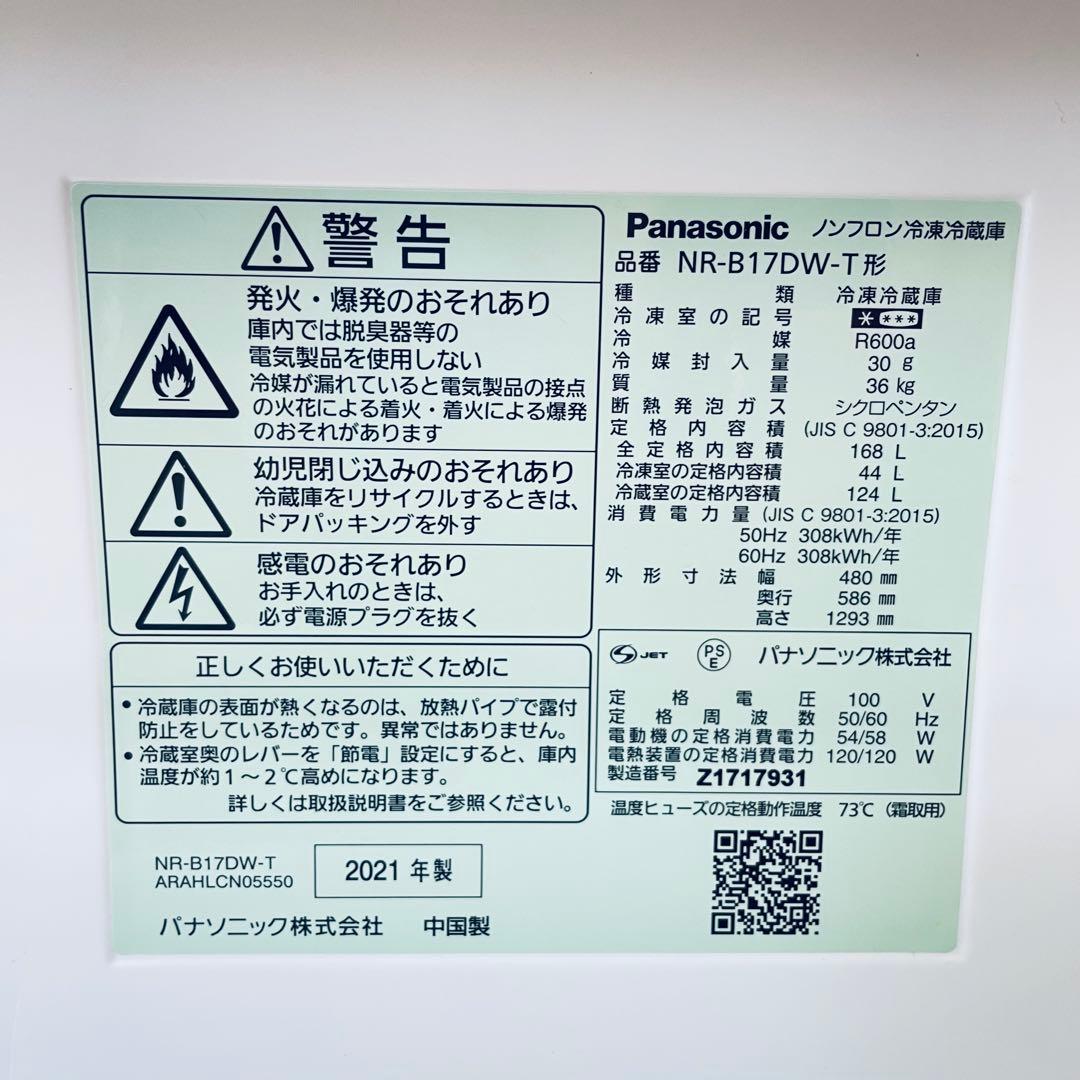 警告
発火・爆発のおそれあり
庫内では脱臭器等の
電気製品を使用しない
冷媒が漏れていると電気製品の接点
の火花による着火・着火による爆発
のおそれがあります
幼児閉じ込みのおそれあり
冷蔵庫をリサイクルするときは、
ドアパッキングを外す
感電のおそれあり
お手入れのときは、
必ず電源プラグを抜く
正しくお使いいただくために
・冷蔵庫の表面が熱くなるのは、放熱パイプで露付
防止をしているためです。異常ではありません。
・冷蔵室奥のレバーを「節電」設定にすると、庫内
温度が約1～2℃高めになります。
詳しくは取扱説明書をご参照ください。
NR-B17DW-T
ARAHLCN05550
2021 年製
パナソニック株式会社 中国製
Panasonic ノンフロン冷凍冷蔵庫
品番 NR-B17DW-T形
種類 冷凍冷蔵庫
冷凍室の記号 * ***
冷媒 R600a
冷媒封入量 30 g
質量 36 kg
断熱発泡ガス シクロペンタン
定格内容積 (JIS C 9801-3:2015)
全定格内容積 168 L
冷凍室の定格内容積 44 L
冷蔵室の定格内容積 124 L
消費電力量 (JIS C 9801-3:2015)
50Hz 308kWh/年
60Hz 308kWh/年
外形寸法 幅 480 mm
奥行 586 mm
高さ 1293 mm
S JET PSE パナソニック株式会社
定格電圧 100 V
定格周波数 50/60 Hz
電動機の定格消費電力 54/58 W
電熱装置の定格消費電力 120/120 W
製造番号 Z1717931
温度ヒューズの定格動作温度 73℃(霜取用)